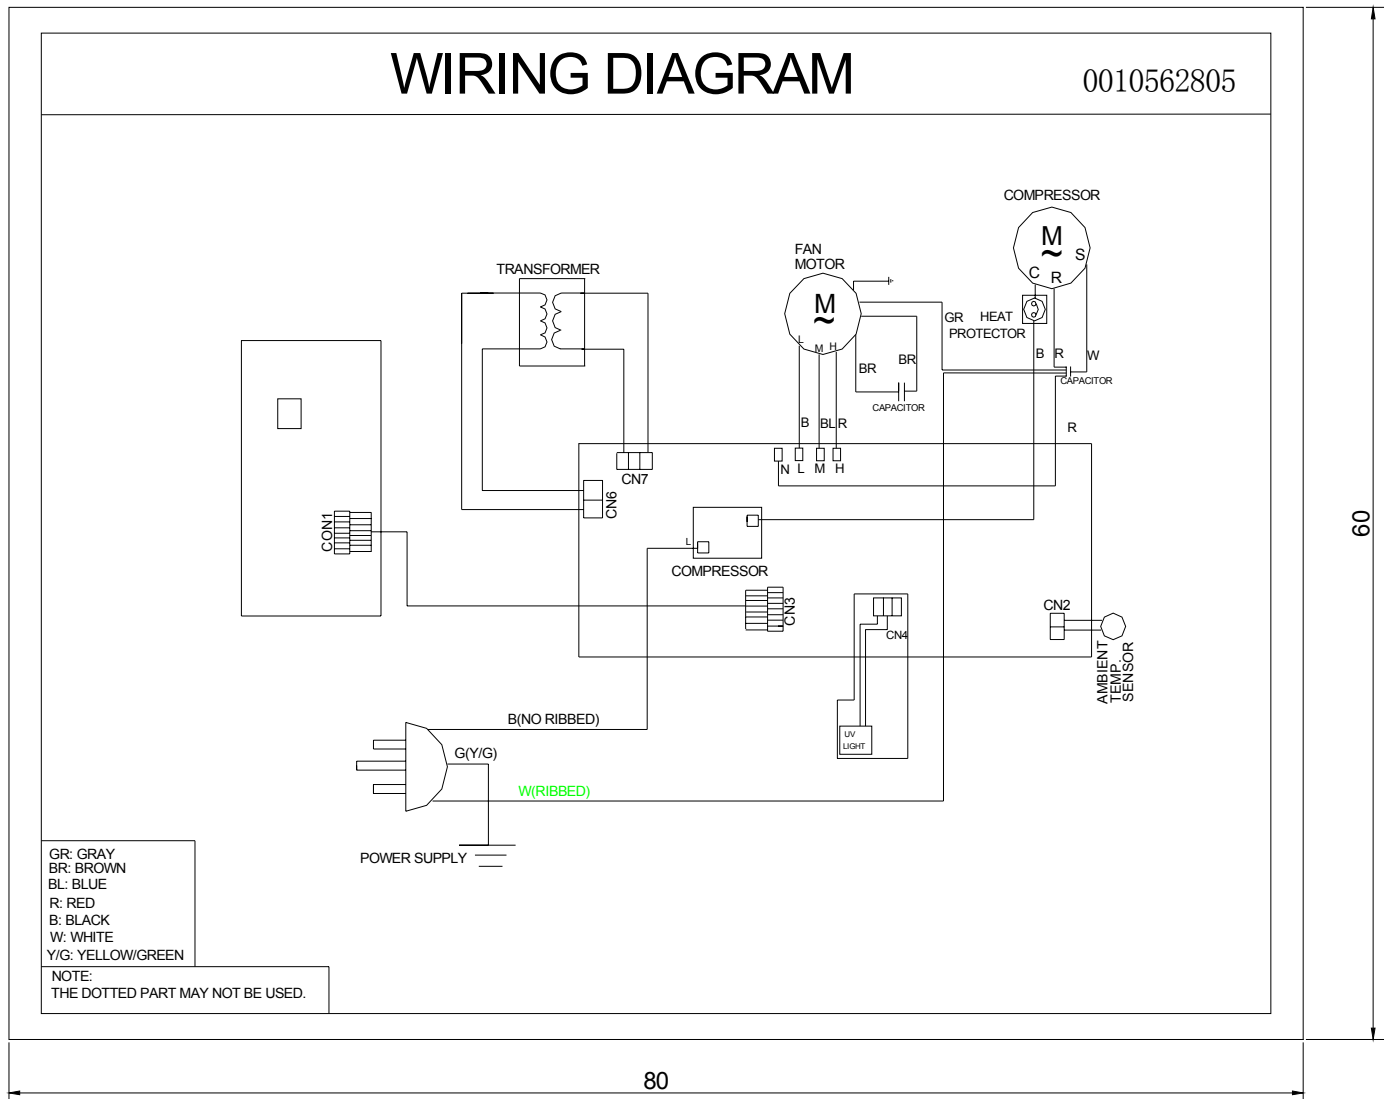 WIRING DIAGRAM
0010562805
COMPRESSOR
M
~
S
C
R
FAN
MOTOR
M
~
L
M
H
TRANSFORMER
GR
HEAT
PROTECTOR
BR
BR
B
R
W
CAPACITOR
CAPACITOR
B
BL
R
R
N
L
M
H
CN7
CN6
CON1
L
COMPRESSOR
CN3
CN4
CN2
AMBIENT
TEMP.
SENSOR
UV
LIGHT
B(NO RIBBED)
G(Y/G)
W(RIBBED)
POWER SUPPLY
GR: GRAY
BR: BROWN
BL: BLUE
R: RED
B: BLACK
W: WHITE
Y/G: YELLOW/GREEN
NOTE:
THE DOTTED PART MAY NOT BE USED.
60
80